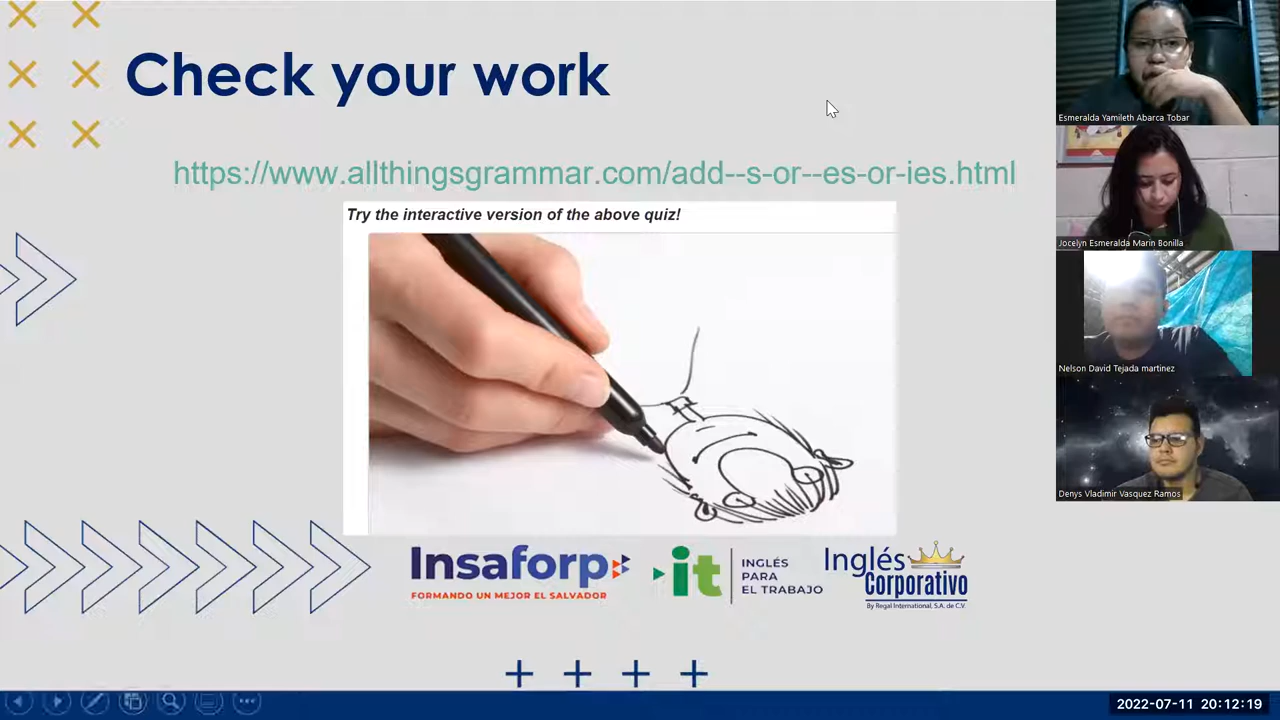 Check your work
https://www.allthingsgrammar.com/add--s-or--es-or-ies.html
Try the interactive version of the above quiz!
Insaforp
FORMANDO UN MEJOR EL SALVADOR
it
INGLÉS
PARA
EL TRABAJO
Inglés
Corporativo
By Regal International, S.A. de C.V.
Esmeralda Yamileth Abarca Tobar
Jocelyn Esmeralda Marin Bonilla
Nelson David Tejada martinez
Denys Vladimir Vasquez Ramos
2022-07-11 20:12:19